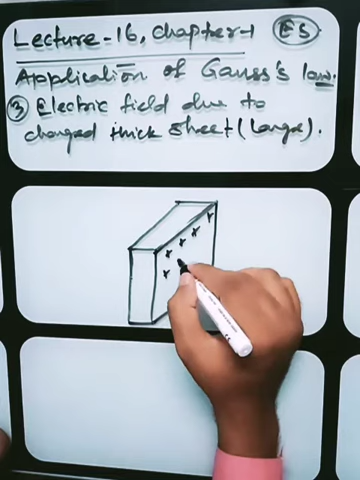 Lecture-16, chapter-1 (ES)
Application of Gauss's law.
③ Electric field due to
charged thick sheet (large).
+ + + +
+ +